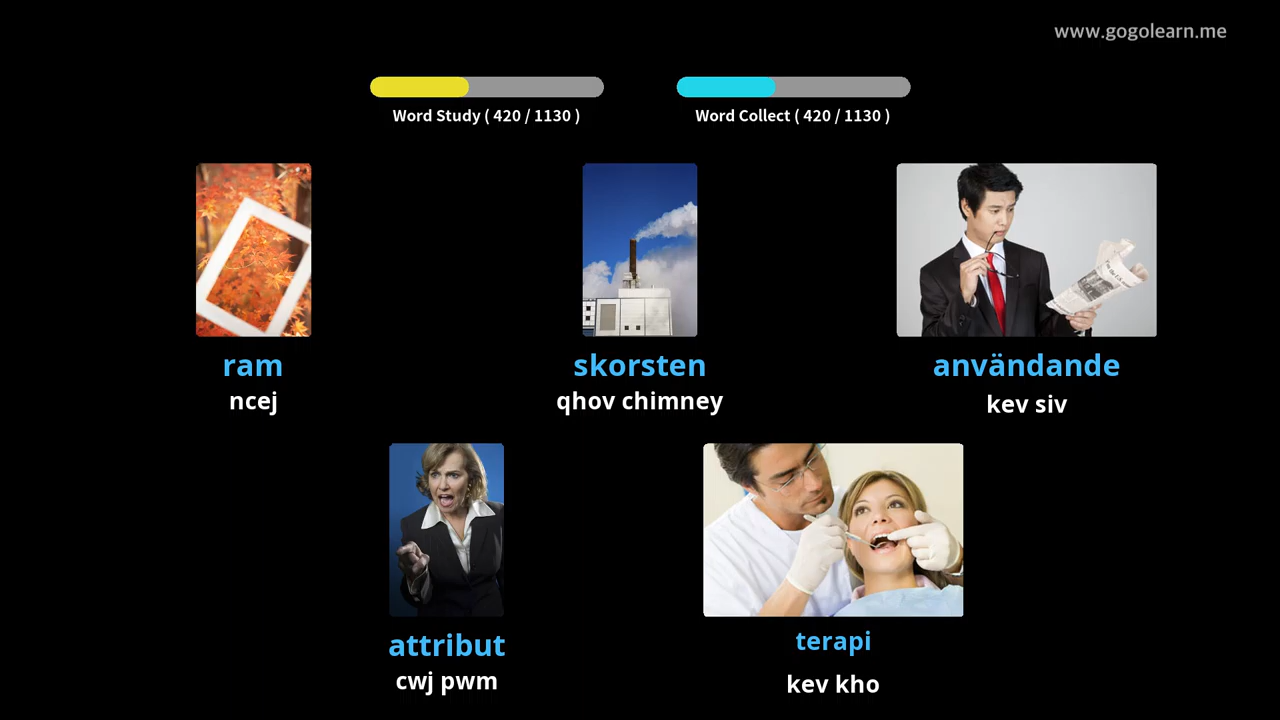 www.gogolearn.me
Word Study ( 420 / 1130 )
Word Collect ( 420 / 1130 )
ram
ncej
skorsten
qhov chimney
användande
kev siv
attribut
cwj pwm
terapi
kev kho